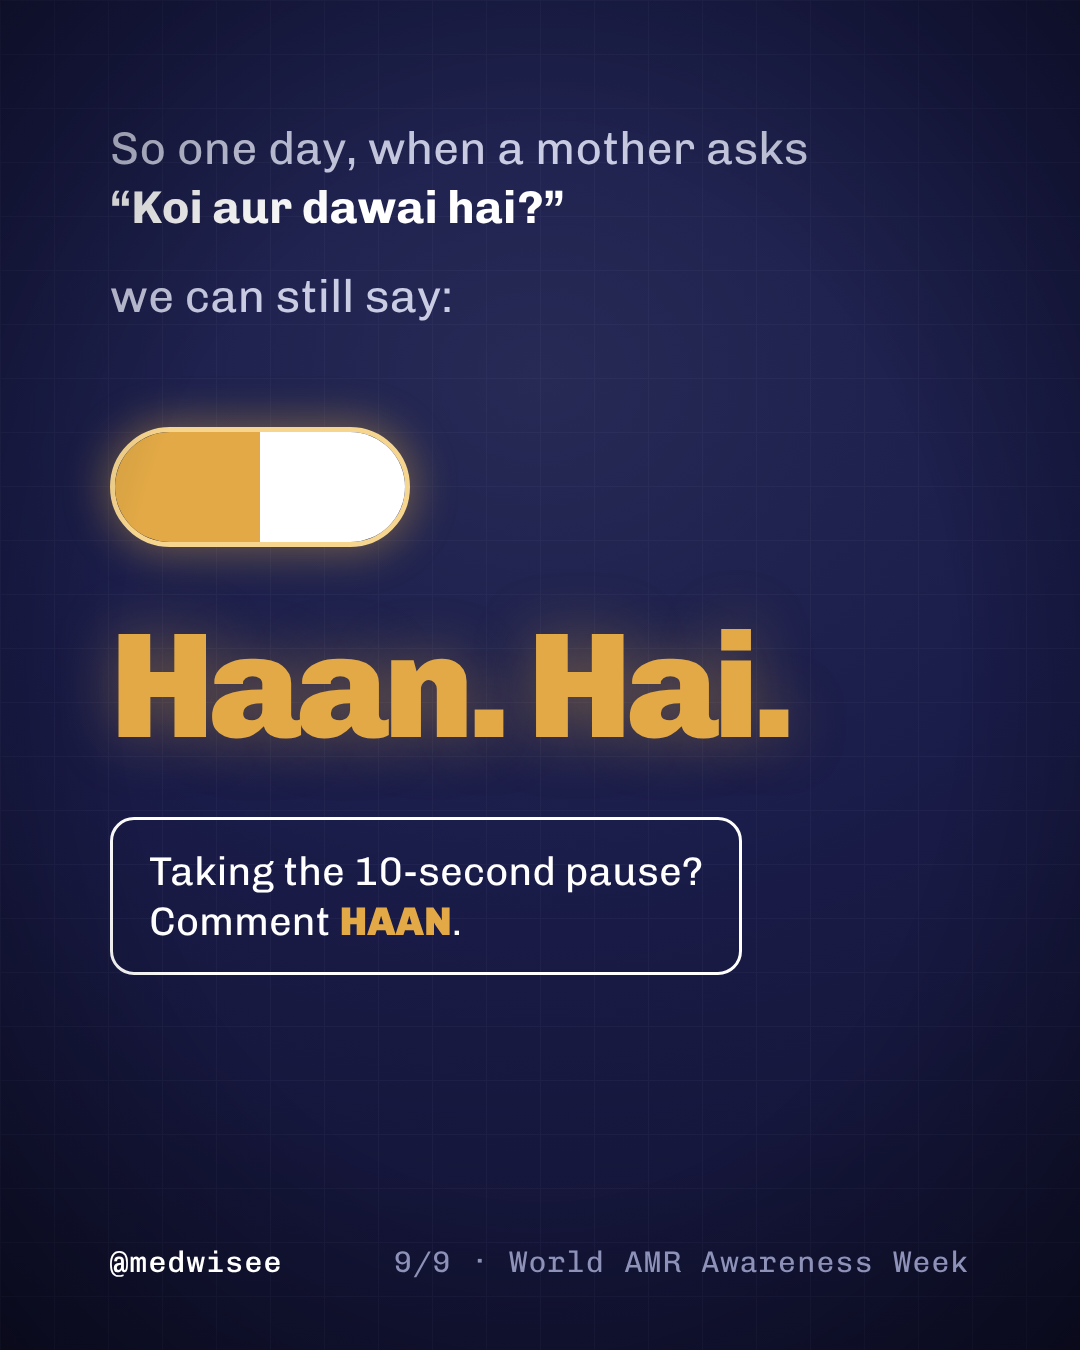 So one day, when a mother asks
“Koi aur dawai hai?”
we can still say:
Haan. Hai.
Taking the 10-second pause?
Comment HAAN.
@medwisee
9/9 · World AMR Awareness Week